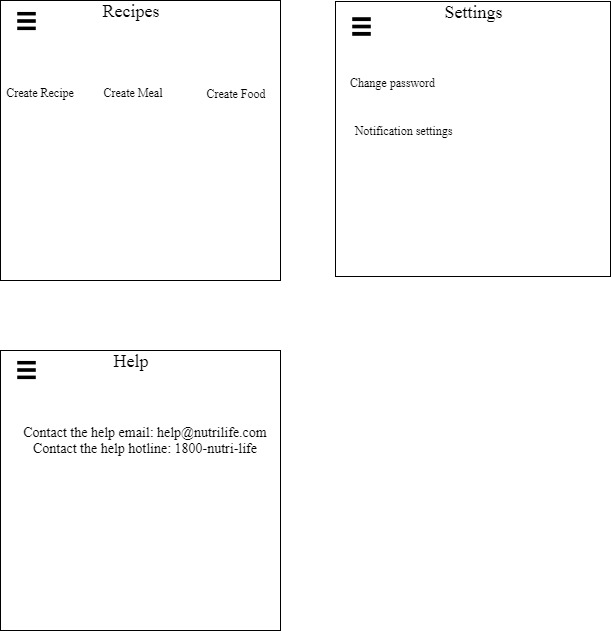 Recipes
Create Recipe
Create Meal
Create Food
Settings
Change password
Notification settings
Help
Contact the help email: help@nutrilife.com
Contact the help hotline: 1800-nutri-life